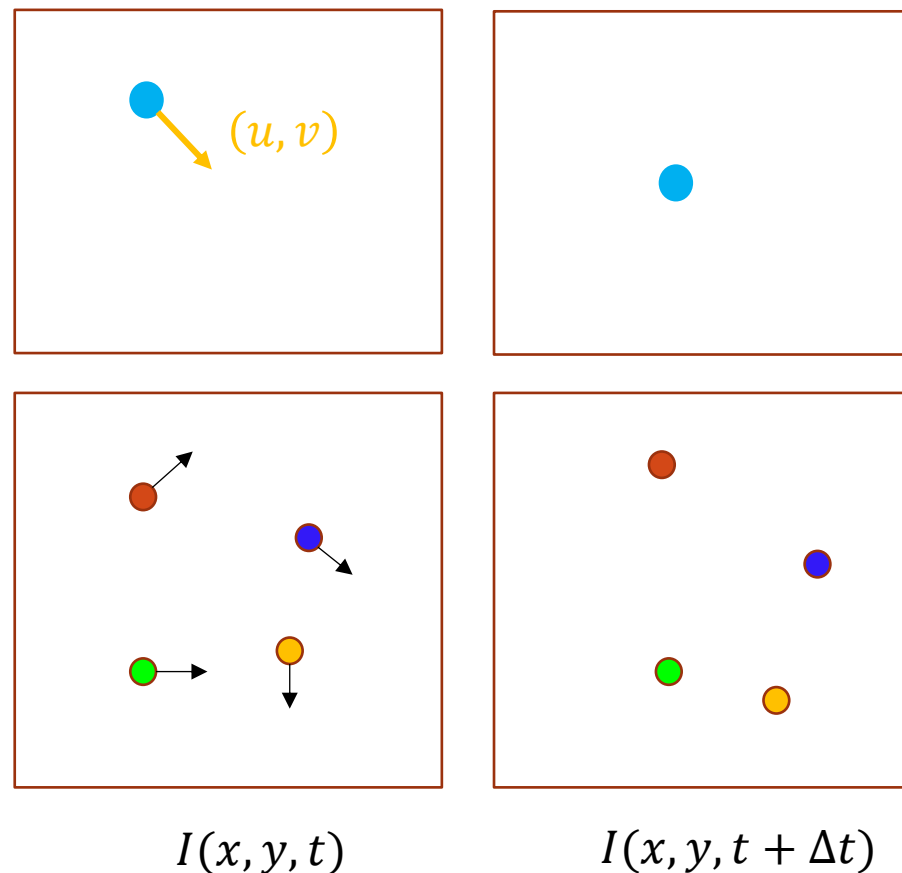 (u, v)
I(x, y, t)
I(x, y, t + Δt)